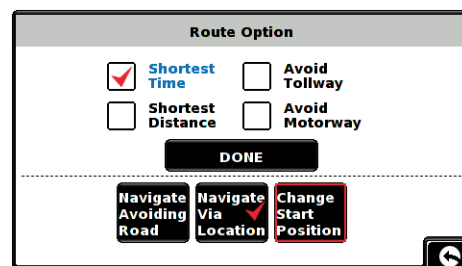 Route Option
Shortest Time
Avoid Tollway
Shortest Distance
Avoid Motorway
DONE
Navigate Avoiding Road
Navigate Via Location
Change Start Position